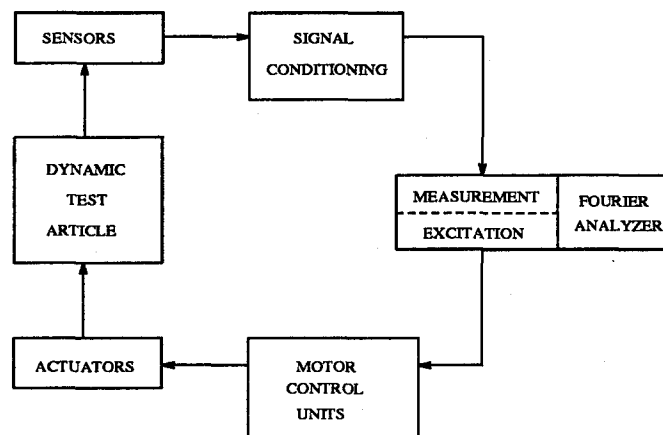 SENSORS
SIGNAL
CONDITIONING
DYNAMIC
TEST
ARTICLE
MEASUREMENT
EXCITATION
FOURIER
ANALYZER
ACTUATORS
MOTOR
CONTROL
UNITS